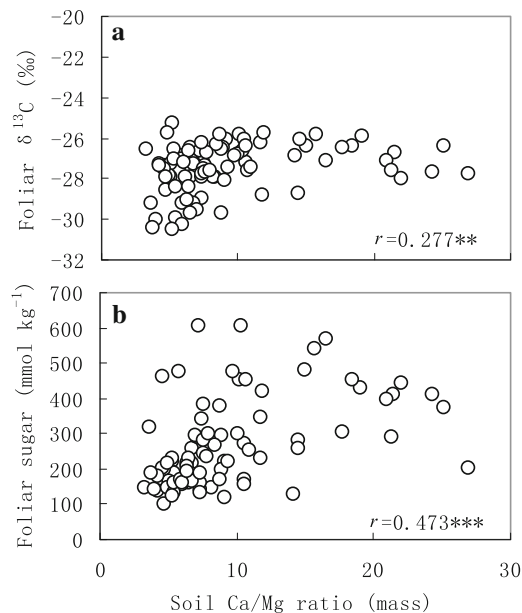 a
-20
-22
-24
-26
-28
-30
-32
Foliar δ13C (‰)
r=0.277**
b
700
600
500
400
300
200
100
0
Foliar sugar (mmol kg-1)
r=0.473***
0 10 20 30
Soil Ca/Mg ratio (mass)